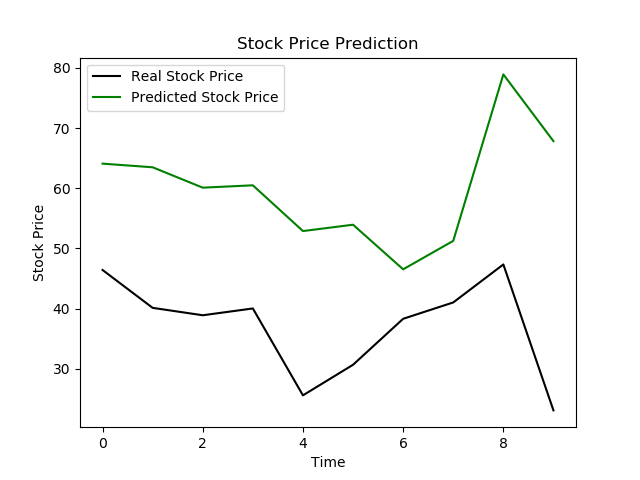 Stock Price Prediction
Real Stock Price
Predicted Stock Price
Stock Price
80
70
60
50
40
30
0 2 4 6 8
Time